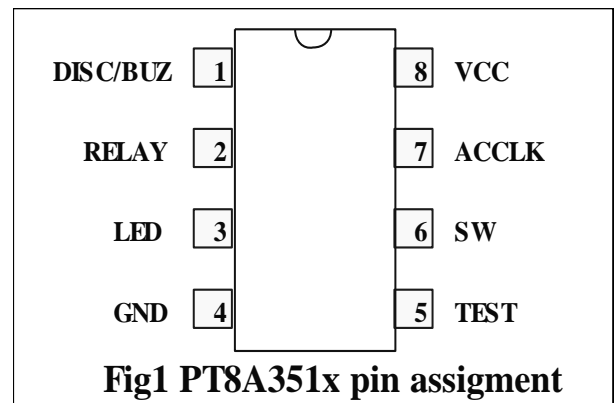 DISC/BUZ 1 8 VCC
RELAY 2 7 ACCLK
LED 3 6 SW
GND 4 5 TEST
Fig1 PT8A351x pin assigment